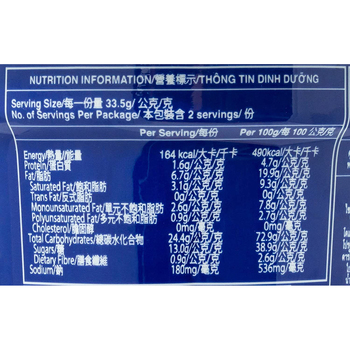 NUTRITION INFORMATION/營養標示/THÔNG TIN DINH DƯỠNG
Serving Size/每一份量 33.5g/ 公克/克
No. of Servings Per Package/ 本包裝含 2 servings/ 份
Per Serving/每份 Per 100g/每 100 公克/克
Energy/熱量/能量 164 kcal/大卡/千卡 490kcal/大卡/千卡
Protein/蛋白質 1.6g/公克/克 4.7g/公克/克
Fat/脂肪 6.7g/公克/克 19.9g/公克/克
Saturated Fat/飽和脂肪 3.1g/公克/克 9.3g/公克/克
Trans Fat/反式脂肪 0g/公克/克 0g/公克/克
Monounsaturated Fat/單元不飽和脂肪 2.6g/公克/克 7.8g/公克/克
Polyunsaturated Fat/多元不飽和脂肪 0.9g/公克/克 2.7g/公克/克
Cholesterol/膽固醇 0mg/毫克 0mg/毫克
Total Carbohydrates/總碳水化合物 24.4g/公克/克 72.9g/公克/克
Sugars/糖 13.0g/公克/克 38.9g/公克/克
Dietary Fibre/膳食纖維 0.9g/公克/克 2.6g/公克/克
Sodium/鈉 180mg/毫克 536mg/毫克